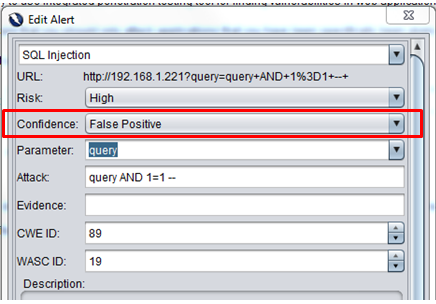 Edit Alert
SQL Injection
URL: http://192.168.1.221?query=query+AND+1%3D1+--+
Risk: High
Confidence: False Positive
Parameter: query
Attack: query AND 1=1 --
Evidence:
CWE ID: 89
WASC ID: 19
Description: